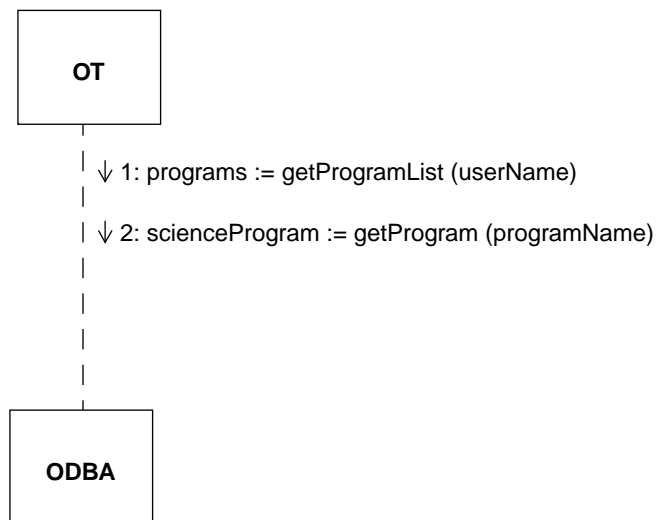 OT
1: programs := getProgramList (userName)
2: scienceProgram := getProgram (programName)
ODBA